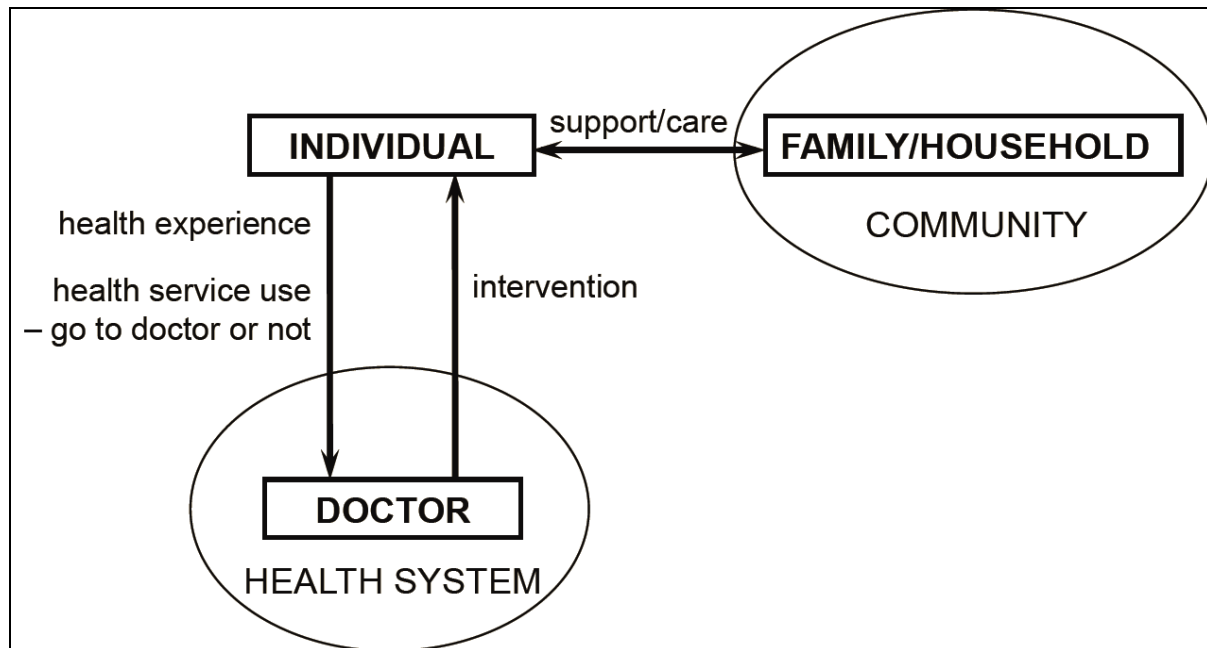 support/care
INDIVIDUAL
FAMILY/HOUSEHOLD
COMMUNITY
health experience
health service use
– go to doctor or not
intervention
DOCTOR
HEALTH SYSTEM